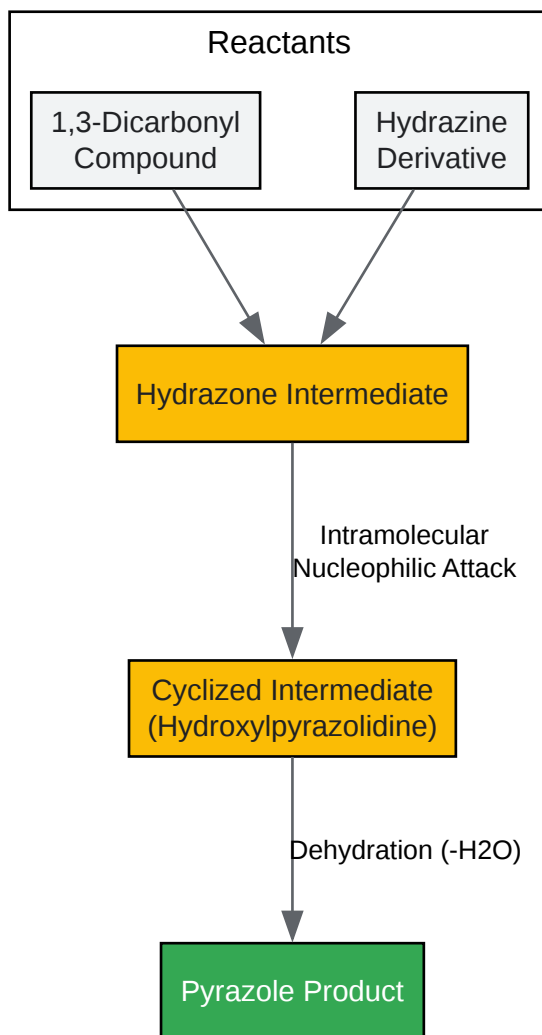 Reactants
1,3-Dicarbonyl
Compound
Hydrazine
Derivative
Hydrazone Intermediate
Intramolecular
Nucleophilic Attack
Cyclized Intermediate
(Hydroxylpyrazolidine)
Dehydration (-H2O)
Pyrazole Product